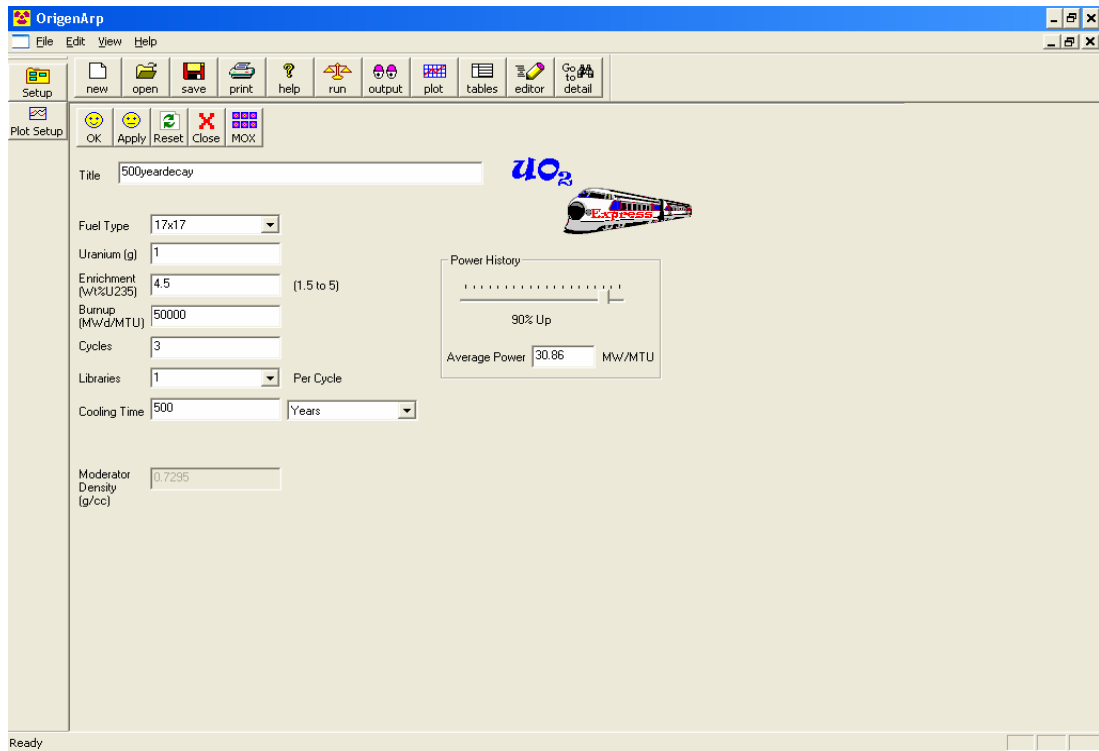 OrigenArp
File Edit View Help
Setup new open save print help run output plot tables editor Go to detail
Plot Setup OK Apply Reset Close MOX
Title 500yeardecay
UO2
Express
Fuel Type 17x17
Uranium (g) 1
Power History
Enrichment (Wt%U235) 4.5 (1.5 to 5)
Burnup (MWd/MTU) 50000
90% Up
Cycles 3
Average Power 30.86 MW/MTU
Libraries 1 Per Cycle
Cooling Time 500 Years
Moderator Density (g/cc) 0.7295
Ready